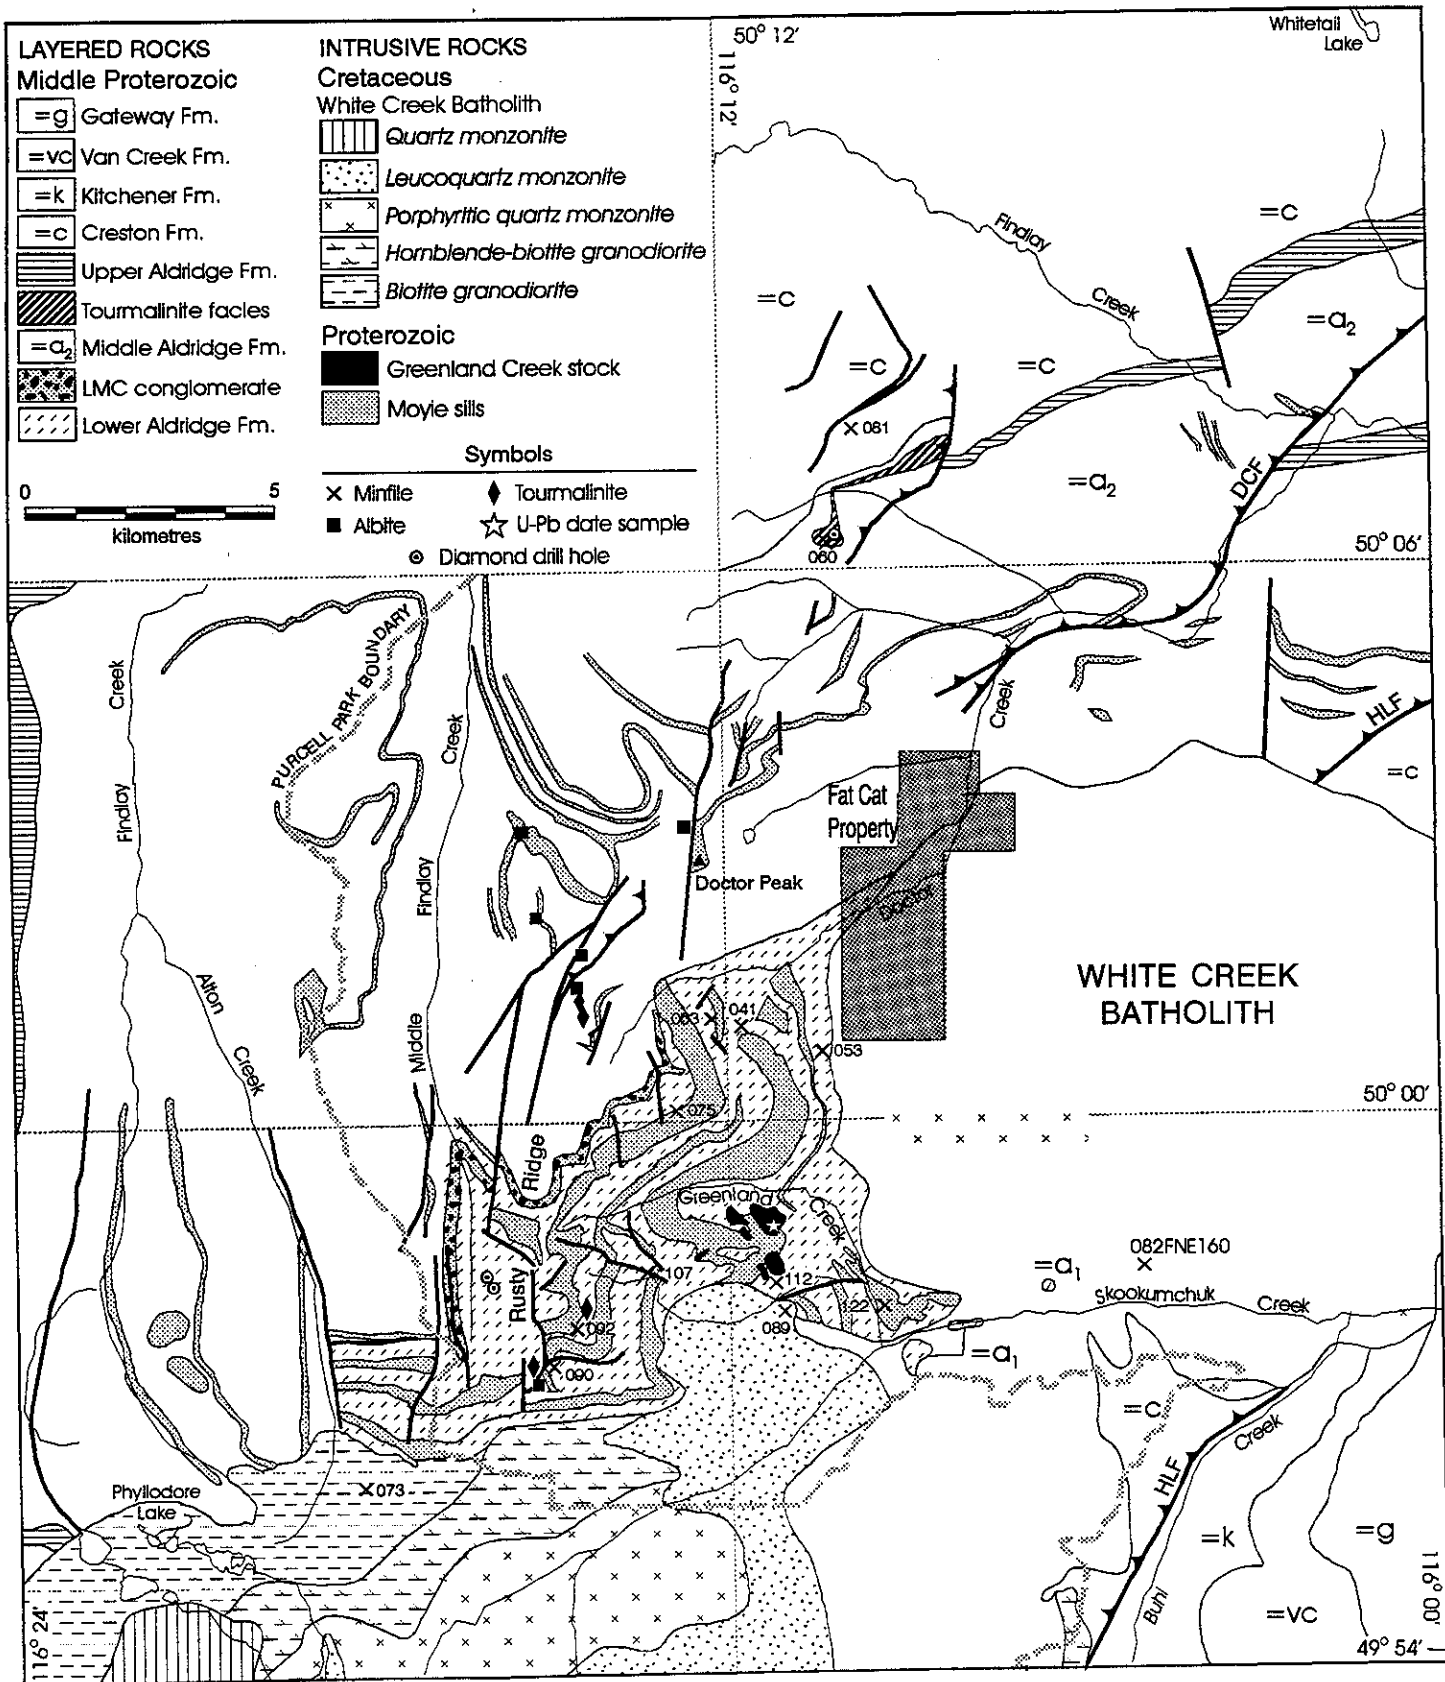 LAYERED ROCKS
Middle Proterozoic
=g Gateway Fm.
=vc Van Creek Fm.
=k Kitchener Fm.
=c Creston Fm.
Upper Aldridge Fm.
Tourmalinite facies
=a2 Middle Aldridge Fm.
LMC conglomerate
Lower Aldridge Fm.
0 5
kilometres
INTRUSIVE ROCKS
Cretaceous
White Creek Batholith
Quartz monzonite
Leucoquartz monzonite
Porphyritic quartz monzonite
Hornblende-biotite granodiorite
Biotite granodiorite
Proterozoic
Greenland Creek stock
Moyie sills
Symbols
Minfile
Tourmalinite
Albite
U-Pb date sample
Diamond drill hole
50° 12'
116° 12'
Whitetail
Lake
=c
Findlay
Creek
=c
=a2
=c
=c
081
=a2
DCF
060
50° 06'
PURCELL PARK BOUNDARY
Creek
Findlay
Creek
Findlay
Middle
Creek
HLF
=c
Fat Cat
Property
Doctor Peak
Doctor
Alton
Creek
WHITE CREEK
BATHOLITH
063
041
053
075
50° 00'
Ridge
Rusty
Greenland
Creek
107
112
122
089
092
090
082FNE160
=a1
Skookumchuk
Creek
=a1
=c
HLF
Creek
Buhl
=k
=g
=vc
Phyllodore
Lake
073
116° 24'
116° 00'
49° 54'